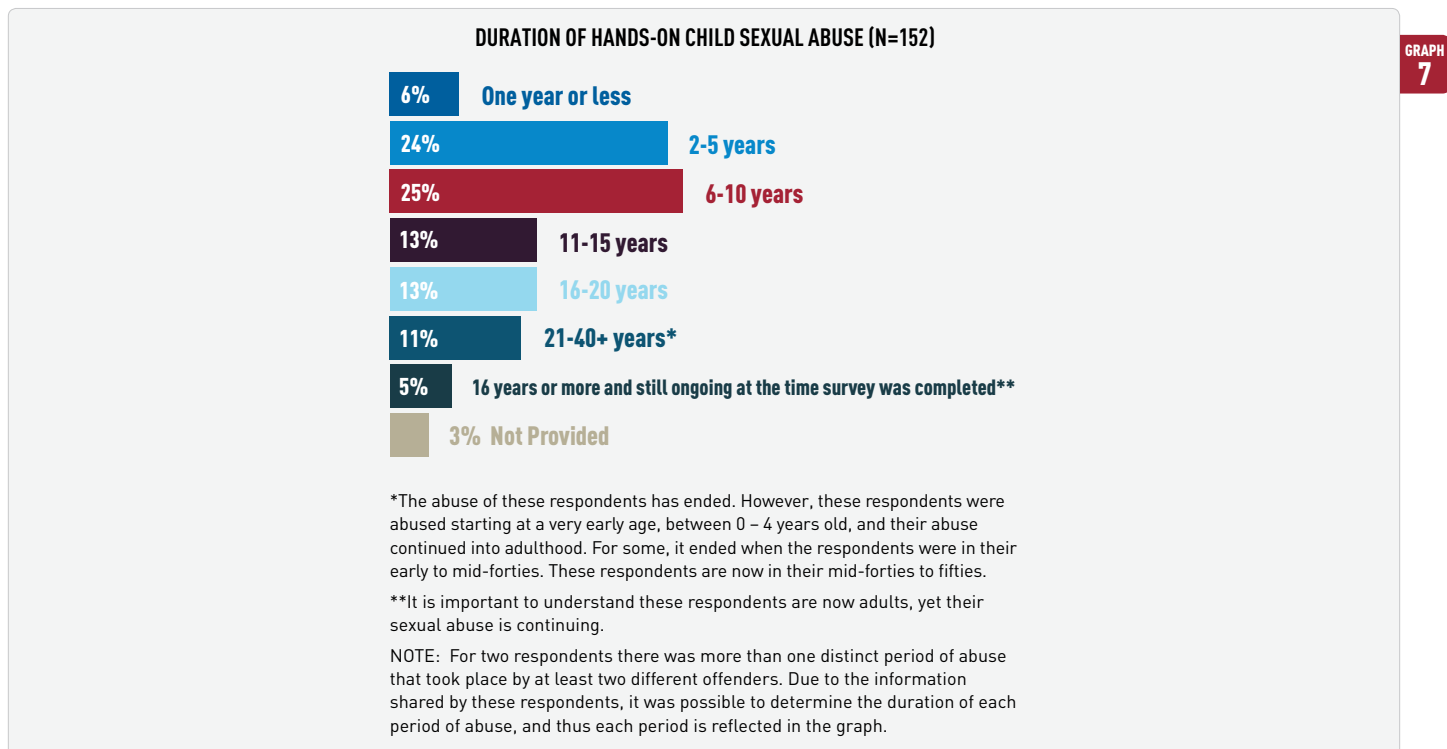 DURATION OF HANDS-ON CHILD SEXUAL ABUSE (N=152)
GRAPH
7
6% One year or less
24% 2-5 years
25% 6-10 years
13% 11-15 years
13% 16-20 years
11% 21-40+ years*
5% 16 years or more and still ongoing at the time survey was completed**
3% Not Provided
*The abuse of these respondents has ended. However, these respondents were
abused starting at a very early age, between 0 – 4 years old, and their abuse
continued into adulthood. For some, it ended when the respondents were in their
early to mid-forties. These respondents are now in their mid-forties to fifties.
**It is important to understand these respondents are now adults, yet their
sexual abuse is continuing.
NOTE: For two respondents there was more than one distinct period of abuse
that took place by at least two different offenders. Due to the information
shared by these respondents, it was possible to determine the duration of each
period of abuse, and thus each period is reflected in the graph.